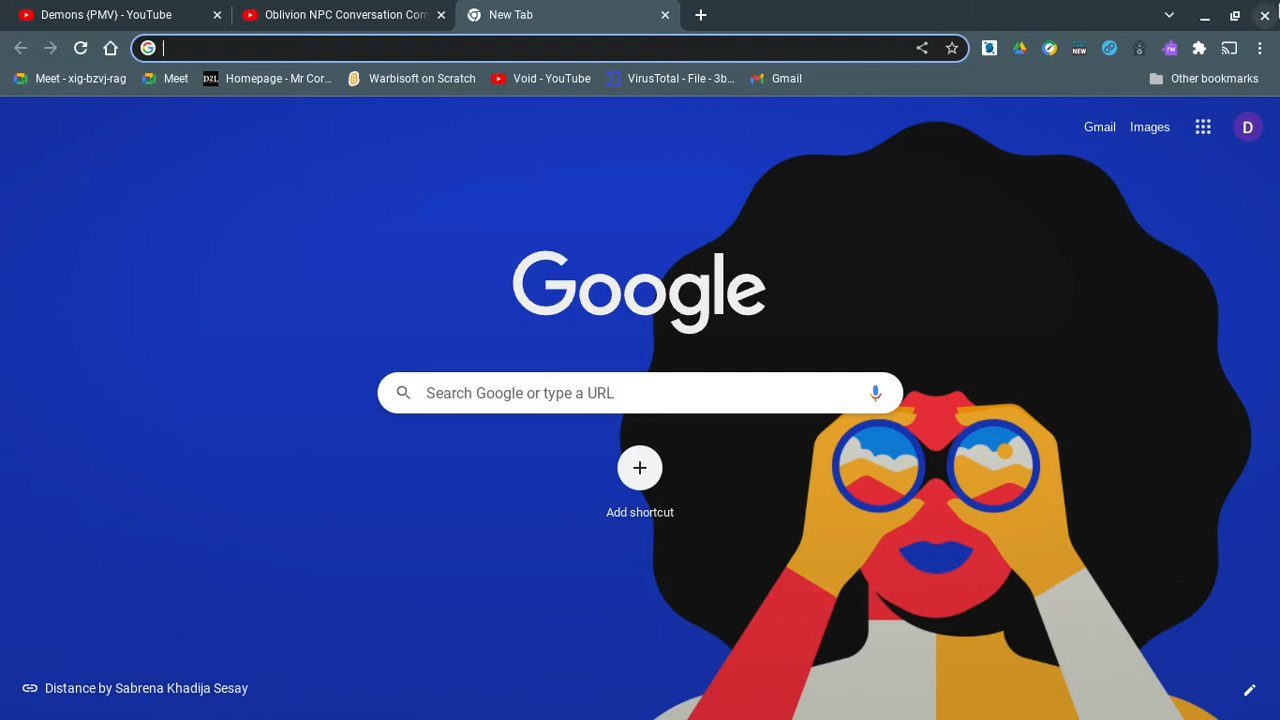 Demons {PMV} - YouTube
Oblivion NPC Conversation Com
New Tab
Meet - xig-bzvj-rag
Meet
D2L
Homepage - Mr Cor...
Warbisoft on Scratch
Void - YouTube
VirusTotal - File - 3b...
Gmail
Other bookmarks
Gmail
Images
D
Google
Search Google or type a URL
Add shortcut
Distance by Sabrena Khadija Sesay